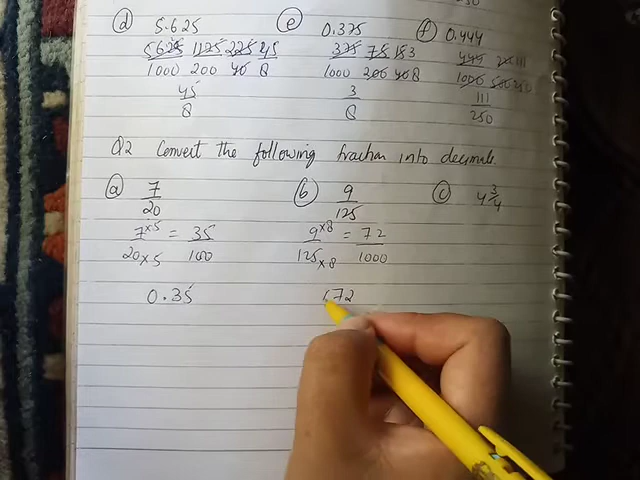 (d) 5.625 (e) 0.375 (f) 0.444
5625 1125 225 45 375 75 15 3 111
1000 200 40 8 1000 200 40 8 1000 500 250
45 3 111
8 8 250
Q2 Convert the following fraction into decimals
(a) 7 (b) 9 (c) 4 3/4
20 125
7×5 = 35 9×8 = 72
20×5 100 125×8 1000
0.35 72